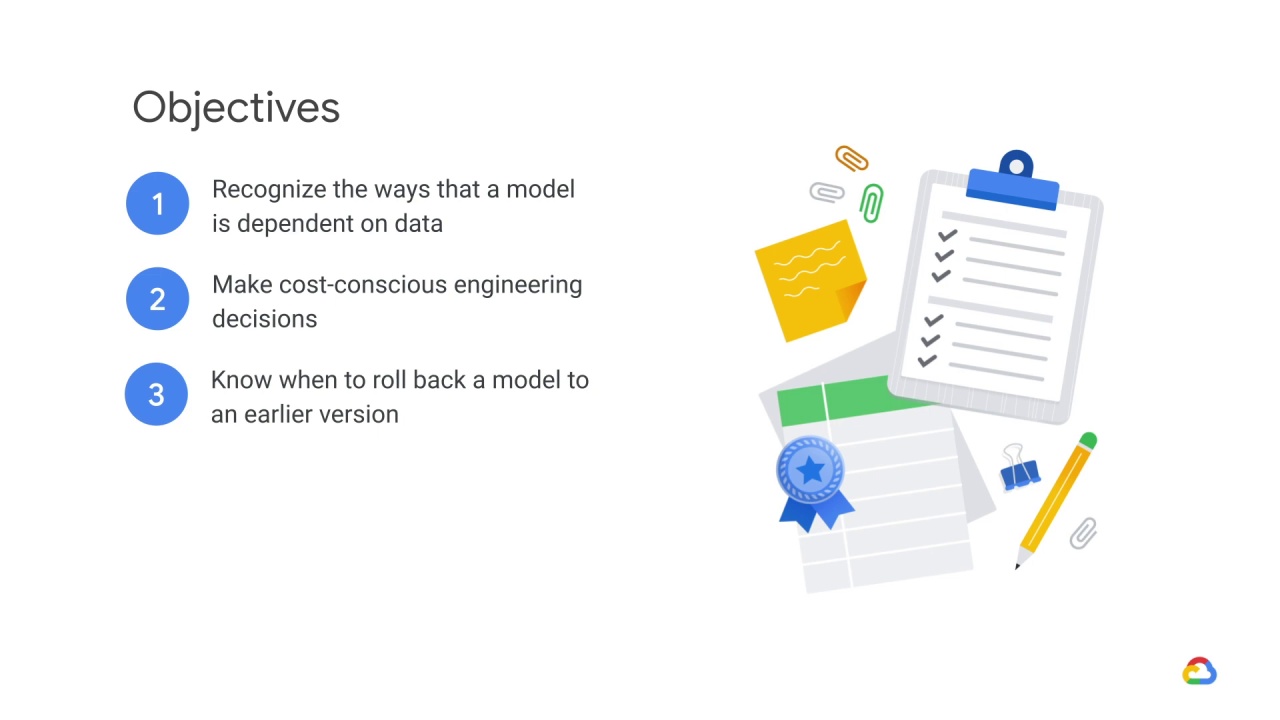 Objectives
1
Recognize the ways that a model
is dependent on data
2
Make cost-conscious engineering
decisions
3
Know when to roll back a model to
an earlier version